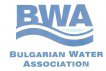 BWA
BULGARIAN WATER
ASSOCIATION